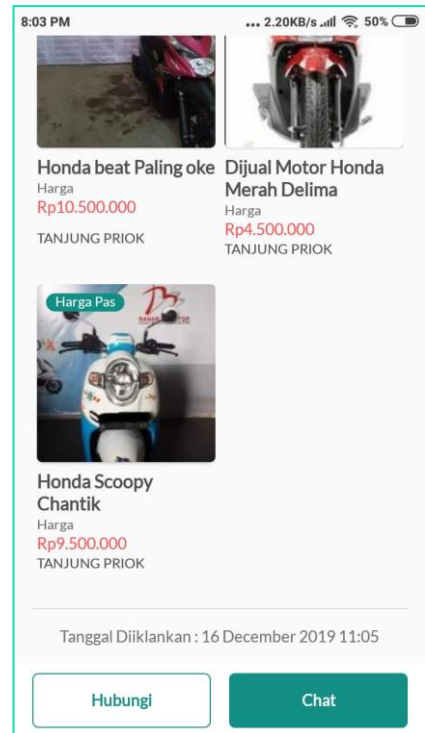 8:03 PM
... 2.20KB/s 50%
Honda beat Paling oke
Harga
Rp10.500.000
TANJUNG PRIOK
Dijual Motor Honda
Merah Delima
Harga
Rp4.500.000
TANJUNG PRIOK
Harga Pas
Honda Scoopy
Chantik
Harga
Rp9.500.000
TANJUNG PRIOK
Tanggal Diiklankan : 16 December 2019 11:05
Hubungi
Chat